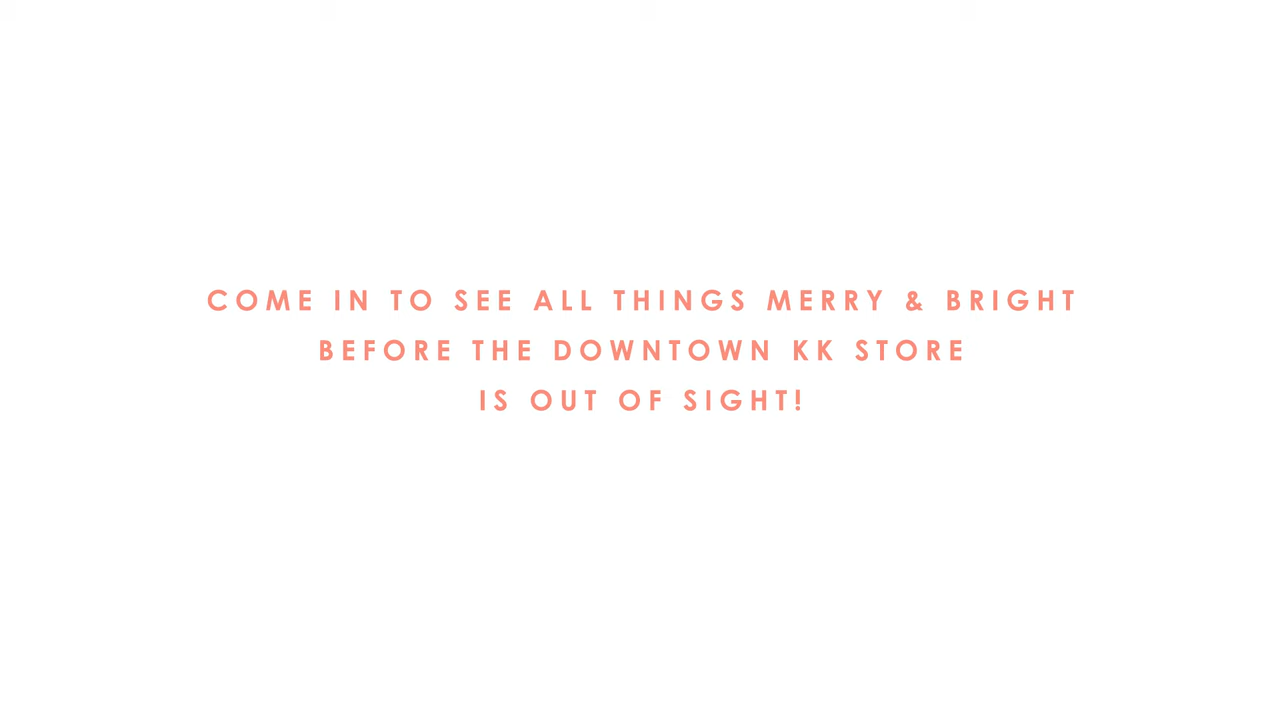 COME IN TO SEE ALL THINGS MERRY & BRIGHT
BEFORE THE DOWNTOWN KK STORE
IS OUT OF SIGHT!